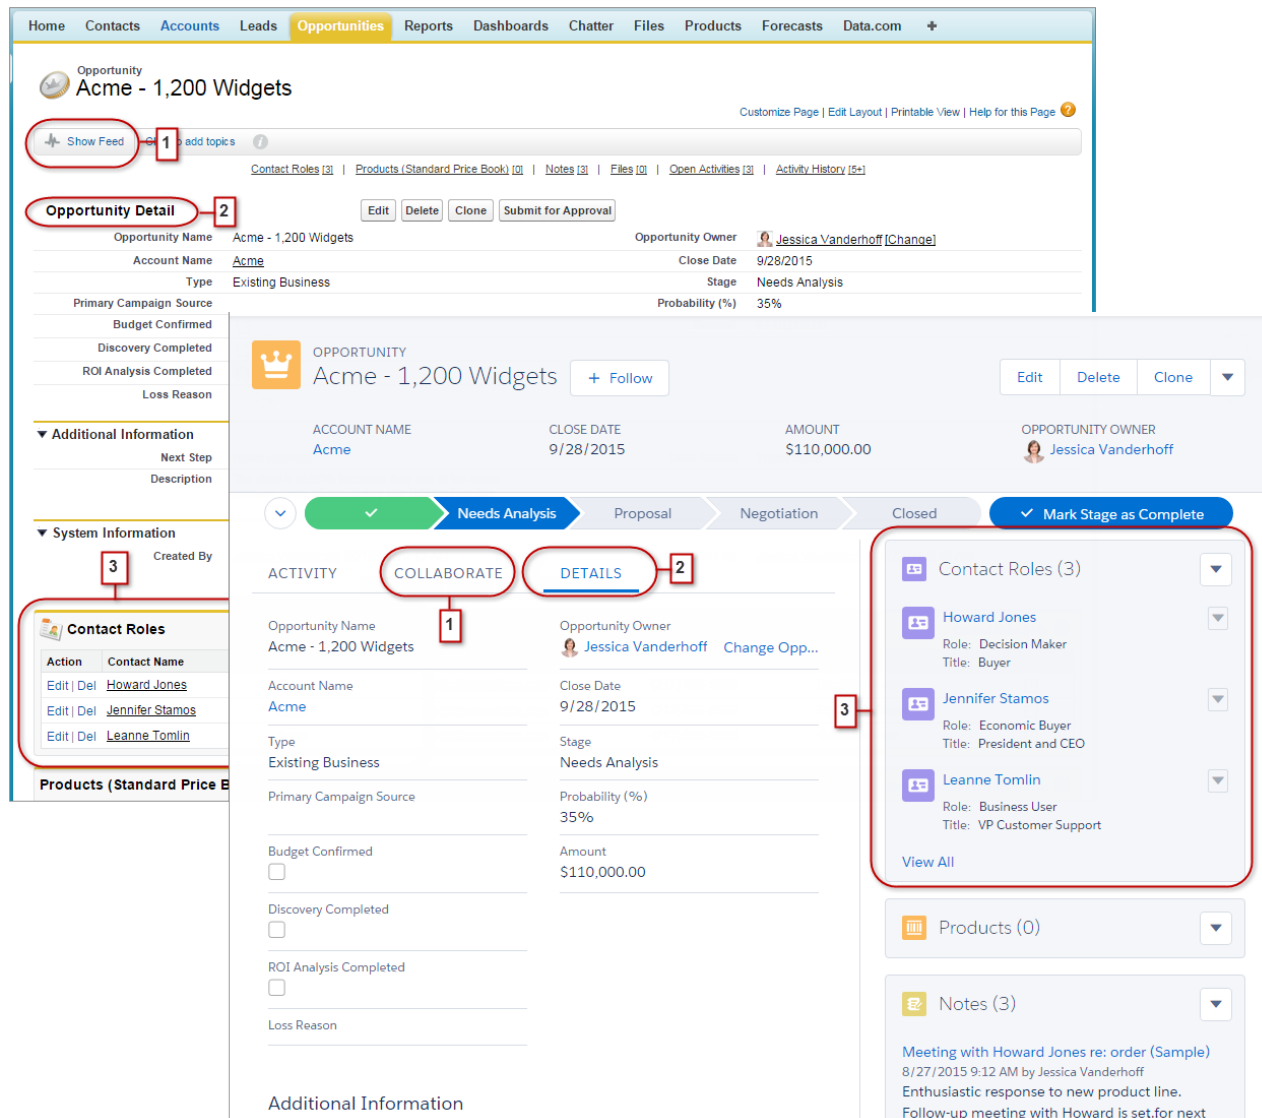 Home Contacts Accounts Leads Opportunities Reports Dashboards Chatter Files Products Forecasts Data.com +
Opportunity
Acme - 1,200 Widgets
Customize Page | Edit Layout | Printable View | Help for this Page ?
Show Feed
1
add topics
Contact Roles [3] | Products (Standard Price Book) [0] | Notes [3] | Files [0] | Open Activities [3] | Activity History [5+]
Opportunity Detail
2
Edit Delete Clone Submit for Approval
Opportunity Name Acme - 1,200 Widgets Opportunity Owner Jessica Vanderhoff [Change]
Account Name Acme Close Date 9/28/2015
Type Existing Business Stage Needs Analysis
Primary Campaign Source Probability (%) 35%
Budget Confirmed
Discovery Completed
ROI Analysis Completed
Loss Reason
Additional Information
Next Step
Description
System Information
Created By
3
Contact Roles
Action Contact Name
Edit | Del Howard Jones
Edit | Del Jennifer Stamos
Edit | Del Leanne Tomlin
Products (Standard Price B
OPPORTUNITY
Acme - 1,200 Widgets + Follow
Edit Delete Clone
ACCOUNT NAME CLOSE DATE AMOUNT OPPORTUNITY OWNER
Acme 9/28/2015 $110,000.00 Jessica Vanderhoff
Needs Analysis Proposal Negotiation Closed Mark Stage as Complete
ACTIVITY COLLABORATE DETAILS
2
1
Opportunity Name Opportunity Owner
Acme - 1,200 Widgets Jessica Vanderhoff Change Opp...
Account Name Close Date
Acme 9/28/2015
Type Stage
Existing Business Needs Analysis
Primary Campaign Source Probability (%)
35%
Budget Confirmed Amount
$110,000.00
Discovery Completed
ROI Analysis Completed
Loss Reason
Additional Information
3
Contact Roles (3)
Howard Jones
Role: Decision Maker
Title: Buyer
Jennifer Stamos
Role: Economic Buyer
Title: President and CEO
Leanne Tomlin
Role: Business User
Title: VP Customer Support
View All
Products (0)
Notes (3)
Meeting with Howard Jones re: order (Sample)
8/27/2015 9:12 AM by Jessica Vanderhoff
Enthusiastic response to new product line.
Follow-up meeting with Howard is set.for next